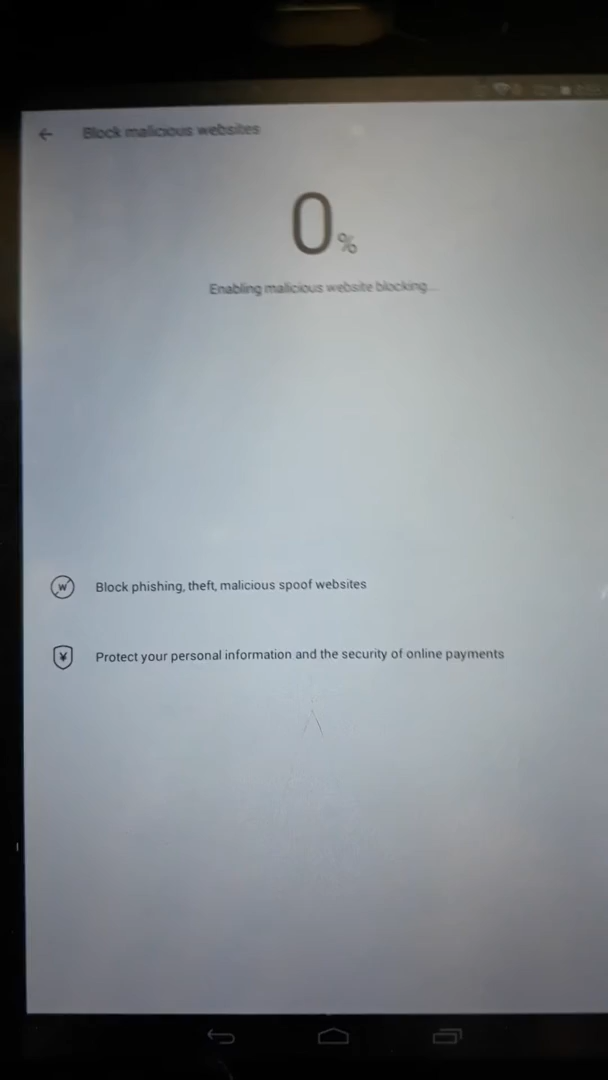 Block malicious websites
0%
Enabling malicious website blocking...
Block phishing, theft, malicious spoof websites
Protect your personal information and the security of online payments